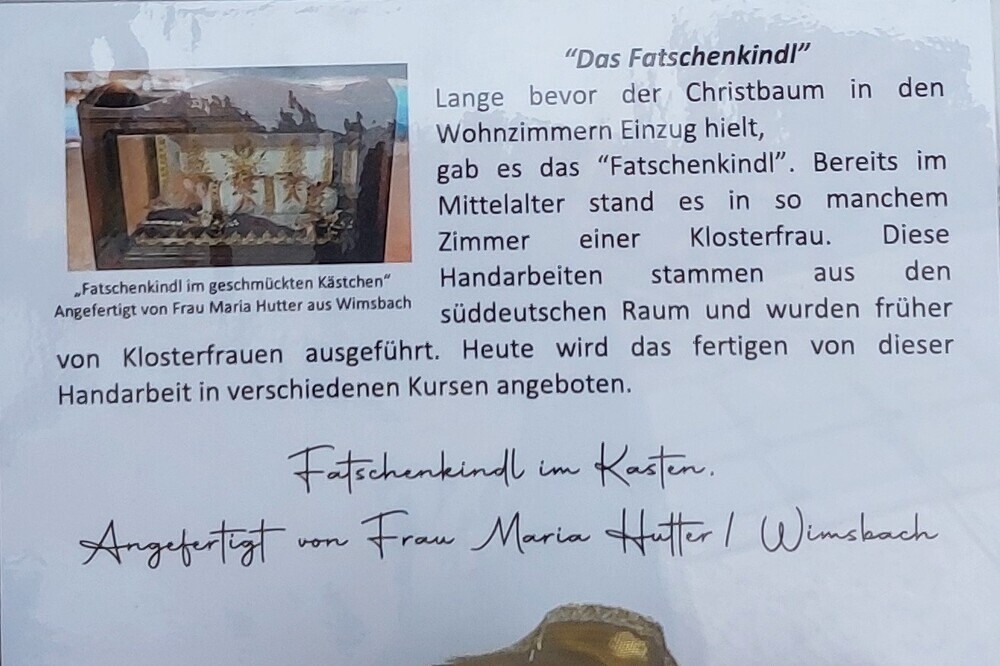 “Das Fatschenkindl”
Lange bevor der Christbaum in den
Wohnzimmern Einzug hielt,
gab es das “Fatschenkindl”. Bereits im
Mittelalter stand es in so manchem
Zimmer einer Klosterfrau. Diese
Handarbeiten stammen aus den
süddeutschen Raum und wurden früher
„Fatschenkindl im geschmückten Kästchen“
Angefertigt von Frau Maria Hutter aus Wimsbach
von Klosterfrauen ausgeführt. Heute wird das fertigen von dieser
Handarbeit in verschiedenen Kursen angeboten.
Fatschenkindl im Kasten.
Angefertigt von Frau Maria Hutter / Wimsbach